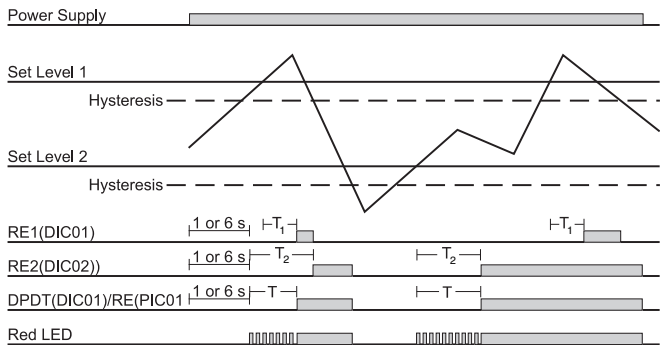 Power Supply
Set Level 1
Hysteresis
Set Level 2
Hysteresis
1 or 6 s T1 T1
RE1(DIC01)
1 or 6 s T2 T2
RE2(DIC02))
1 or 6 s T T
DPDT(DIC01)/RE(PIC01
Red LED